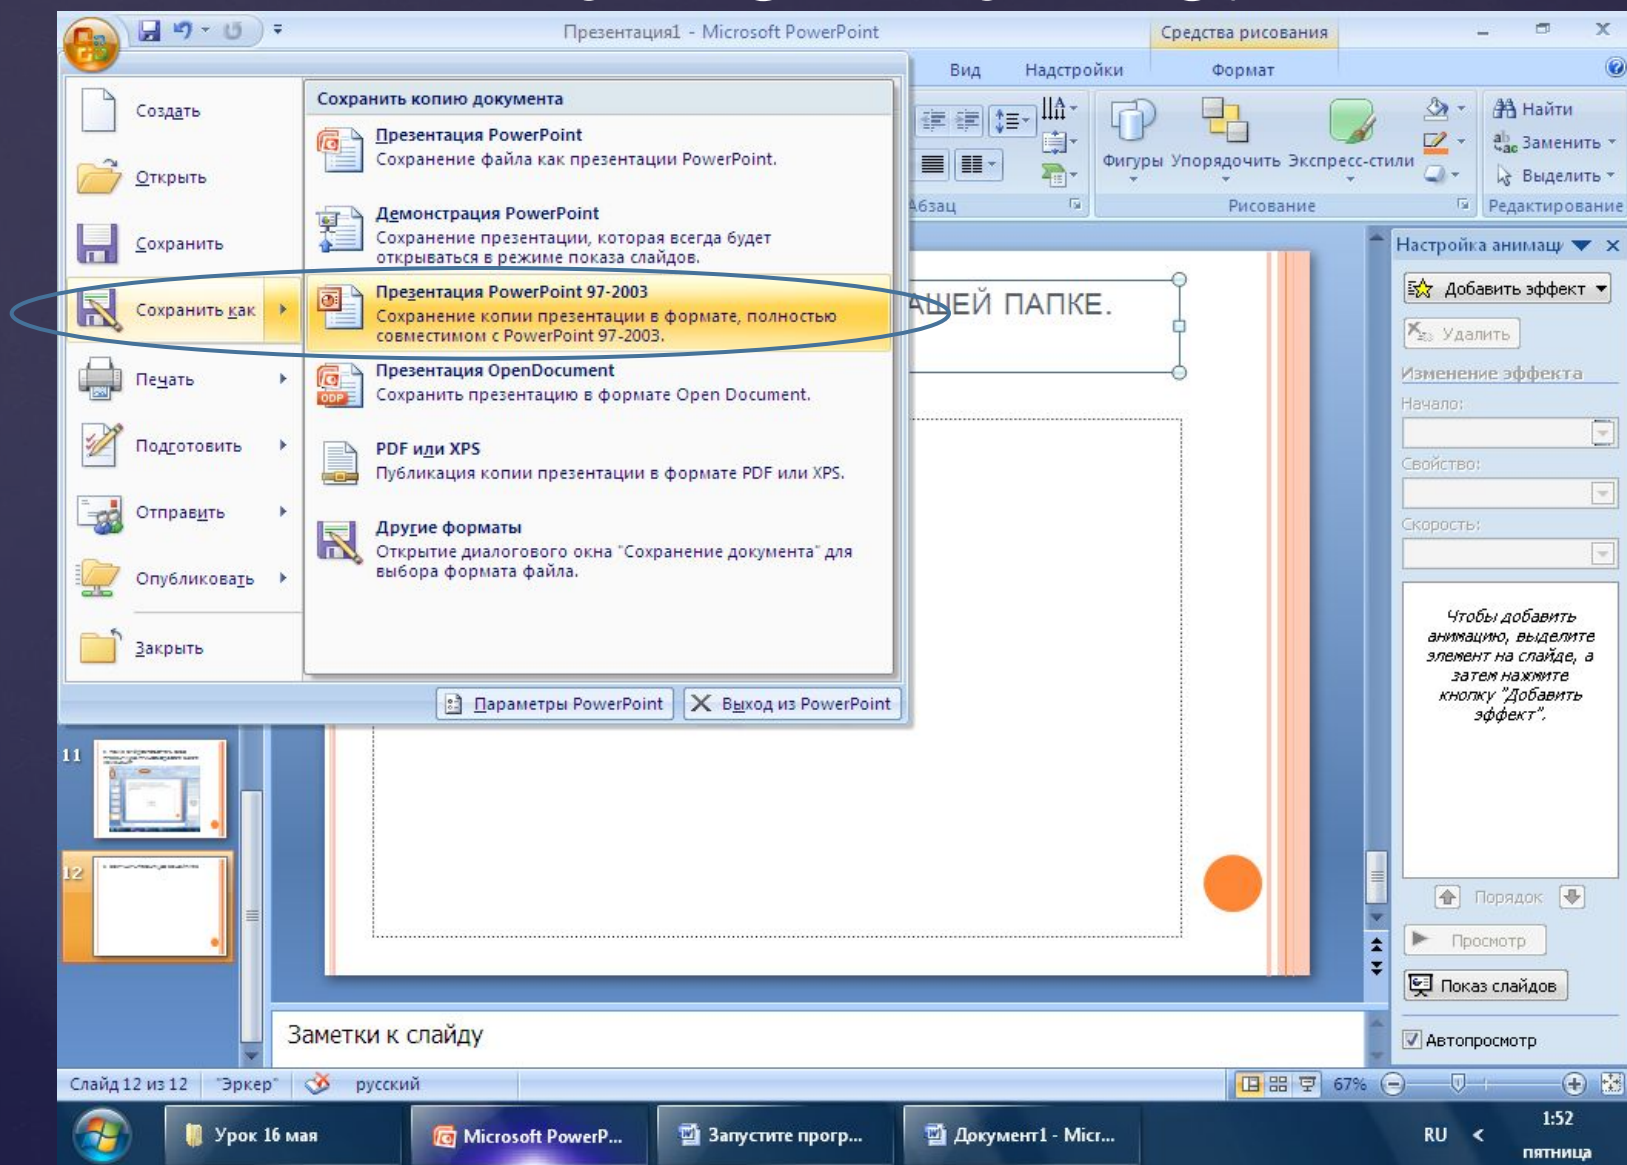 Презентация1 - Microsoft PowerPoint
Средства рисования
Вид
Надстройки
Формат
Создать
Открыть
Сохранить
Сохранить как
Печать
Подготовить
Отправить
Опубликовать
Закрыть
Сохранить копию документа
Презентация PowerPoint
Сохранение файла как презентации PowerPoint.
Демонстрация PowerPoint
Сохранение презентации, которая всегда будет
открываться в режиме показа слайдов.
Презентация PowerPoint 97-2003
Сохранение копии презентации в формате, полностью
совместимом с PowerPoint 97-2003.
Презентация OpenDocument
Сохранить презентацию в формате Open Document.
PDF или XPS
Публикация копии презентации в формате PDF или XPS.
Другие форматы
Открытие диалогового окна "Сохранение документа" для
выбора формата файла.
Параметры PowerPoint
Выход из PowerPoint
Фигуры Упорядочить Экспресс-стили
Найти
Заменить
Выделить
Абзац
Рисование
Редактирование
АШЕЙ ПАПКЕ.
Настройка анимаци
Добавить эффект
Удалить
Изменение эффекта
Начало:
Свойство:
Скорость:
Чтобы добавить
анимацию, выделите
элемент на слайде, а
затем нажмите
кнопку "Добавить
эффект".
Порядок
Просмотр
Показ слайдов
Автопросмотр
11
12
Заметки к слайду
Слайд 12 из 12
"Эркер"
русский
67%
Урок 16 мая
Microsoft PowerP...
Запустите прогр...
Документ1 - Micr...
RU
1:52
пятница